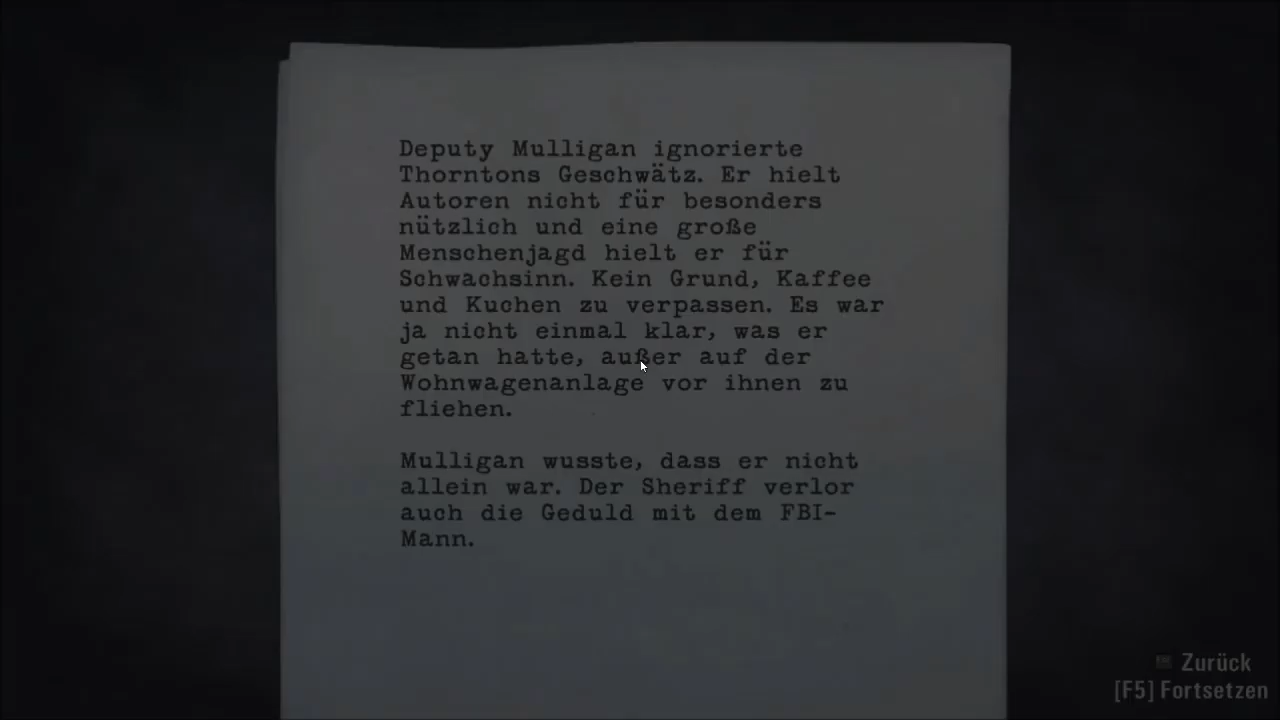 Deputy Mulligan ignorierte
Thorntons Geschwätz. Er hielt
Autoren nicht für besonders
nützlich und eine große
Menschenjagd hielt er für
Schwachsinn. Kein Grund, Kaffee
und Kuchen zu verpassen. Es war
ja nicht einmal klar, was er
getan hatte, außer auf der
Wohnwagenanlage vor ihnen zu
fliehen.
Mulligan wusste, dass er nicht
allein war. Der Sheriff verlor
auch die Geduld mit dem FBI-
Mann.
Zurück
[F5] Fortsetzen